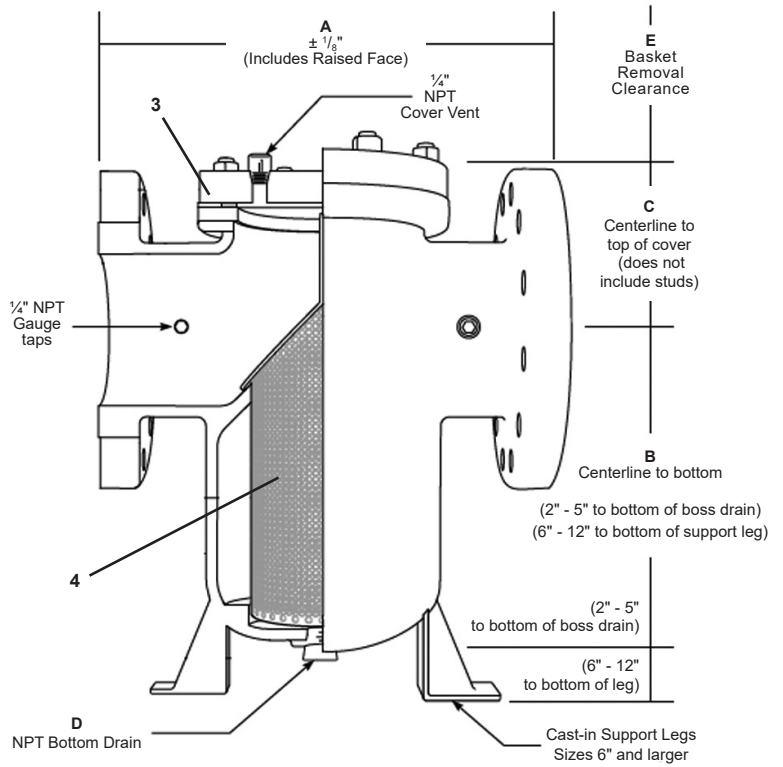 A
± 1/8"
(Includes Raised Face)
E
Basket
Removal
Clearance
¼"
NPT
Cover Vent
3
C
Centerline to
top of cover
(does not
include studs)
¼" NPT
Gauge
taps
B
Centerline to bottom
(2" - 5" to bottom of boss drain)
(6" - 12" to bottom of support leg)
4
(2" - 5"
to bottom of boss drain)
(6" - 12"
to bottom of leg)
D
NPT Bottom Drain
Cast-in Support Legs
Sizes 6" and larger